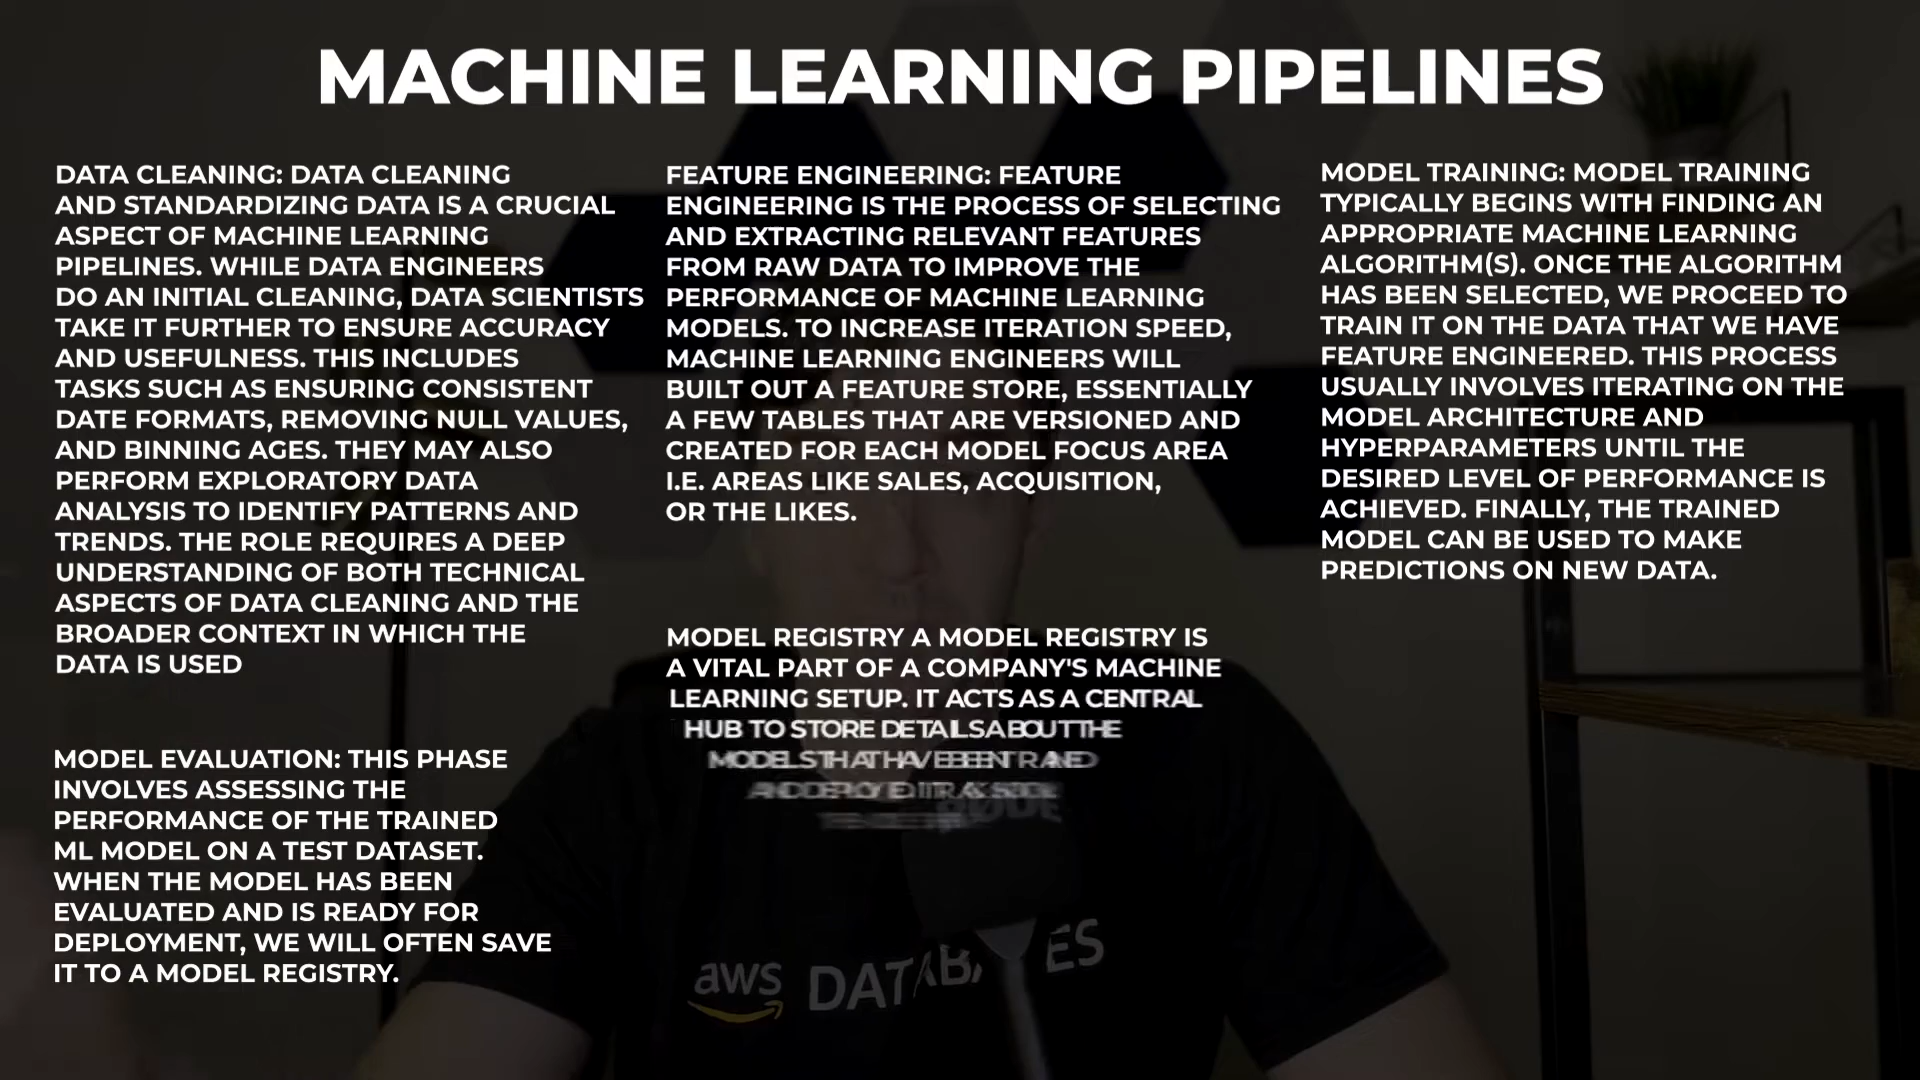 MACHINE LEARNING PIPELINES
DATA CLEANING: DATA CLEANING
AND STANDARDIZING DATA IS A CRUCIAL
ASPECT OF MACHINE LEARNING
PIPELINES. WHILE DATA ENGINEERS
DO AN INITIAL CLEANING, DATA SCIENTISTS
TAKE IT FURTHER TO ENSURE ACCURACY
AND USEFULNESS. THIS INCLUDES
TASKS SUCH AS ENSURING CONSISTENT
DATE FORMATS, REMOVING NULL VALUES,
AND BINNING AGES. THEY MAY ALSO
PERFORM EXPLORATORY DATA
ANALYSIS TO IDENTIFY PATTERNS AND
TRENDS. THE ROLE REQUIRES A DEEP
UNDERSTANDING OF BOTH TECHNICAL
ASPECTS OF DATA CLEANING AND THE
BROADER CONTEXT IN WHICH THE
DATA IS USED
FEATURE ENGINEERING: FEATURE
ENGINEERING IS THE PROCESS OF SELECTING
AND EXTRACTING RELEVANT FEATURES
FROM RAW DATA TO IMPROVE THE
PERFORMANCE OF MACHINE LEARNING
MODELS. TO INCREASE ITERATION SPEED,
MACHINE LEARNING ENGINEERS WILL
BUILT OUT A FEATURE STORE, ESSENTIALLY
A FEW TABLES THAT ARE VERSIONED AND
CREATED FOR EACH MODEL FOCUS AREA
I.E. AREAS LIKE SALES, ACQUISITION,
OR THE LIKES.
MODEL TRAINING: MODEL TRAINING
TYPICALLY BEGINS WITH FINDING AN
APPROPRIATE MACHINE LEARNING
ALGORITHM(S). ONCE THE ALGORITHM
HAS BEEN SELECTED, WE PROCEED TO
TRAIN IT ON THE DATA THAT WE HAVE
FEATURE ENGINEERED. THIS PROCESS
USUALLY INVOLVES ITERATING ON THE
MODEL ARCHITECTURE AND
HYPERPARAMETERS UNTIL THE
DESIRED LEVEL OF PERFORMANCE IS
ACHIEVED. FINALLY, THE TRAINED
MODEL CAN BE USED TO MAKE
PREDICTIONS ON NEW DATA.
MODEL EVALUATION: THIS PHASE
INVOLVES ASSESSING THE
PERFORMANCE OF THE TRAINED
ML MODEL ON A TEST DATASET.
WHEN THE MODEL HAS BEEN
EVALUATED AND IS READY FOR
DEPLOYMENT, WE WILL OFTEN SAVE
IT TO A MODEL REGISTRY.
MODEL REGISTRY A MODEL REGISTRY IS
A VITAL PART OF A COMPANY'S MACHINE
LEARNING SETUP. IT ACTS AS A CENTRAL
HUB TO STORE DETAILS ABOUT THE
MODELS THAT HAVE BEEN TRAINED
RØDE
aws